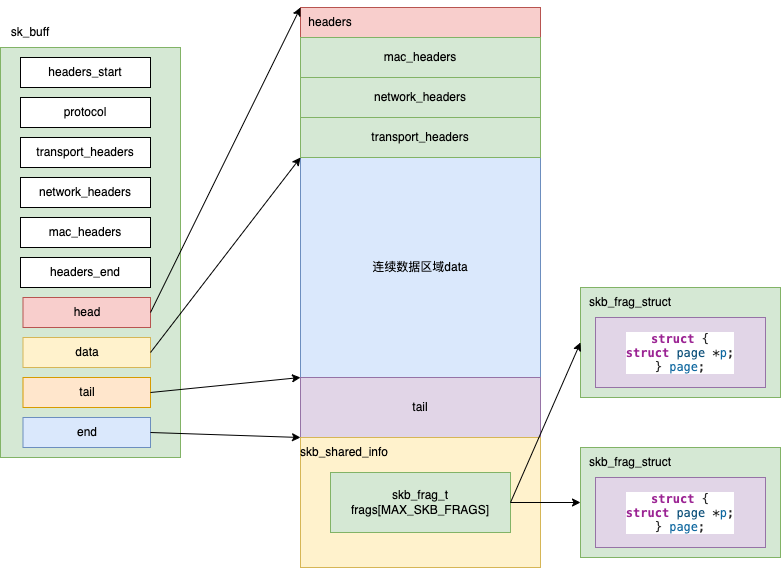 sk_buff
headers_start
protocol
transport_headers
network_headers
mac_headers
headers_end
head
data
tail
end
headers
mac_headers
network_headers
transport_headers
连续数据区域data
tail
skb_shared_info
skb_frag_t
frags[MAX_SKB_FRAGS]
skb_frag_struct
struct {
struct page *p;
} page;
skb_frag_struct
struct {
struct page *p;
} page;